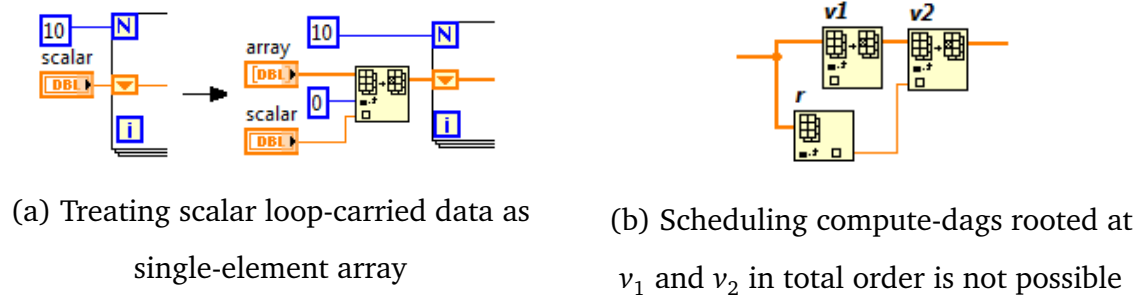 10
N
scalar
DBL
i
10
N
array
[DBL]
0
scalar
DBL
i
v1
v2
r
(a) Treating scalar loop-carried data as
single-element array
(b) Scheduling compute-dags rooted at
v₁ and v₂ in total order is not possible